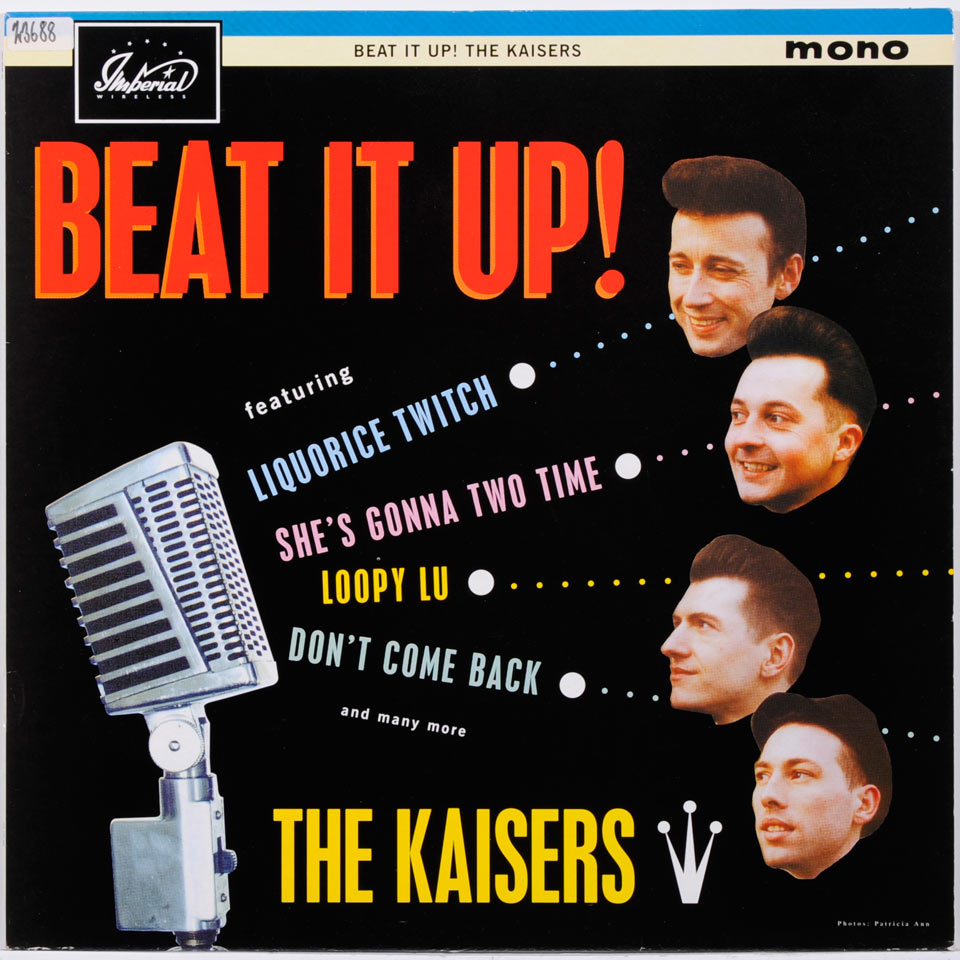 23688
BEAT IT UP! THE KAISERS
mono
Imperial
WIRELESS
BEAT IT UP!
featuring
LIQUORICE TWITCH
SHE'S GONNA TWO TIME
LOOPY LU
DON'T COME BACK
and many more
THE KAISERS
Photos: Patricia Ann